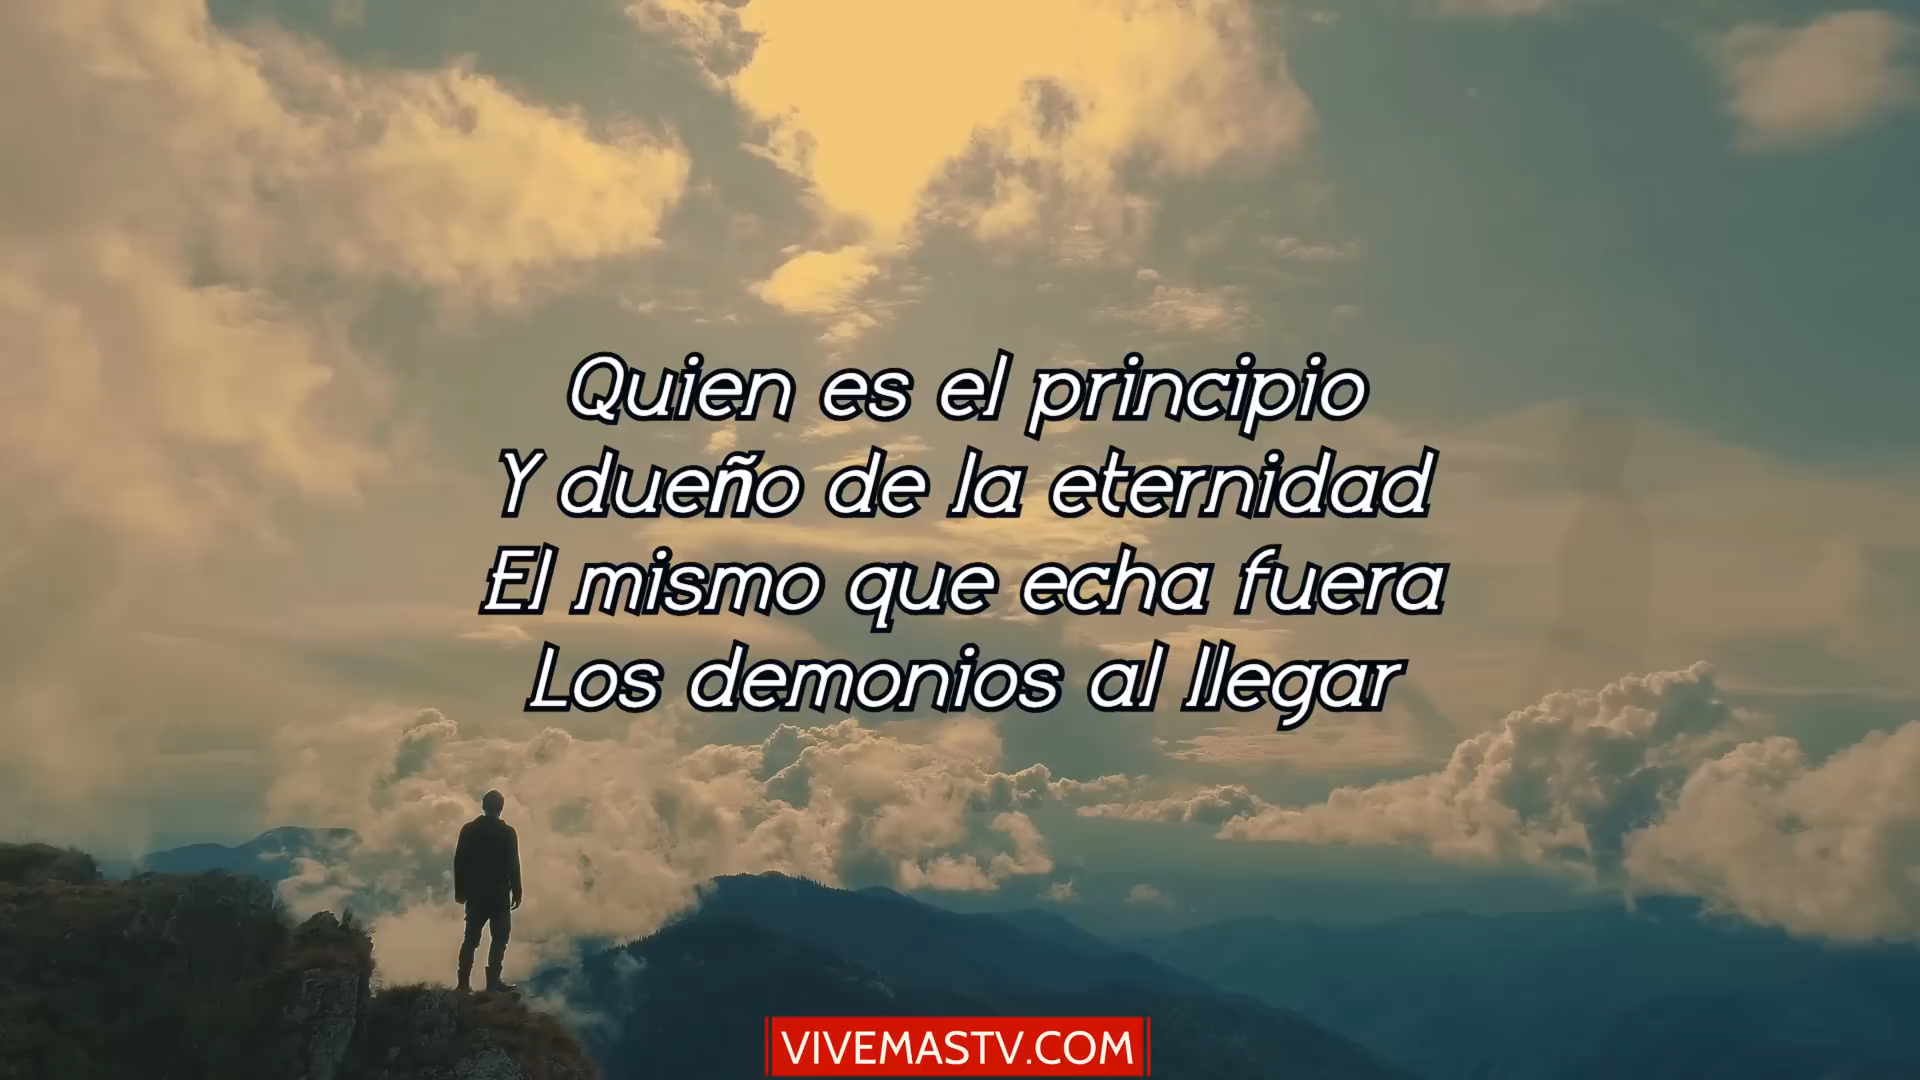 Quien es el principio
Y dueño de la eternidad
El mismo que echa fuera
Los demonios al llegar
VIVEMASTV.COM